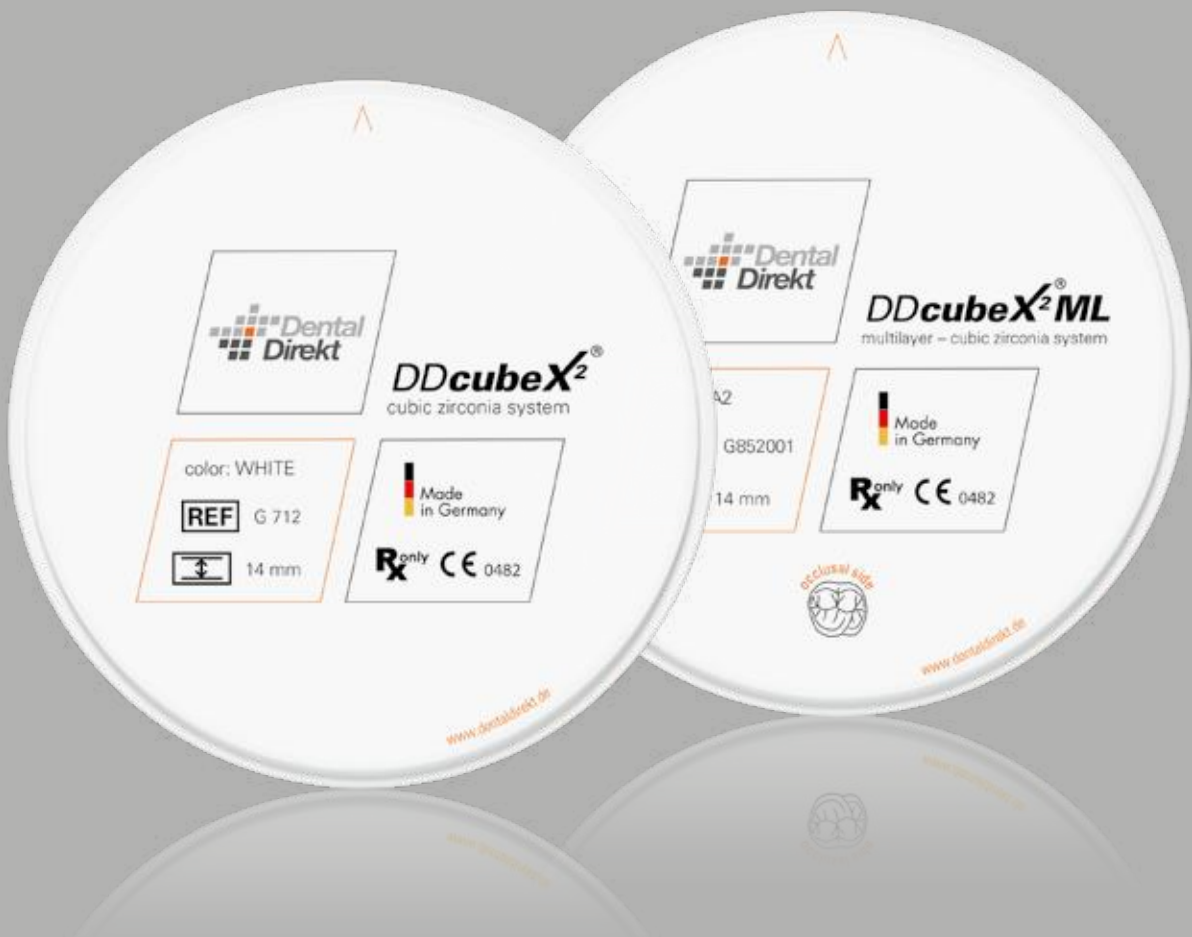 Dental
Direkt
DDcubeX²®
cubic zirconia system
color: WHITE
REF G 712
14 mm
Made
in Germany
Rx only CE 0482
www.dentaldirekt.de
Dental
Direkt
DDcubeX²® ML
multilayer – cubic zirconia system
A2
G852001
14 mm
Made
in Germany
Rx only CE 0482
occlusal side
www.dentaldirekt.de